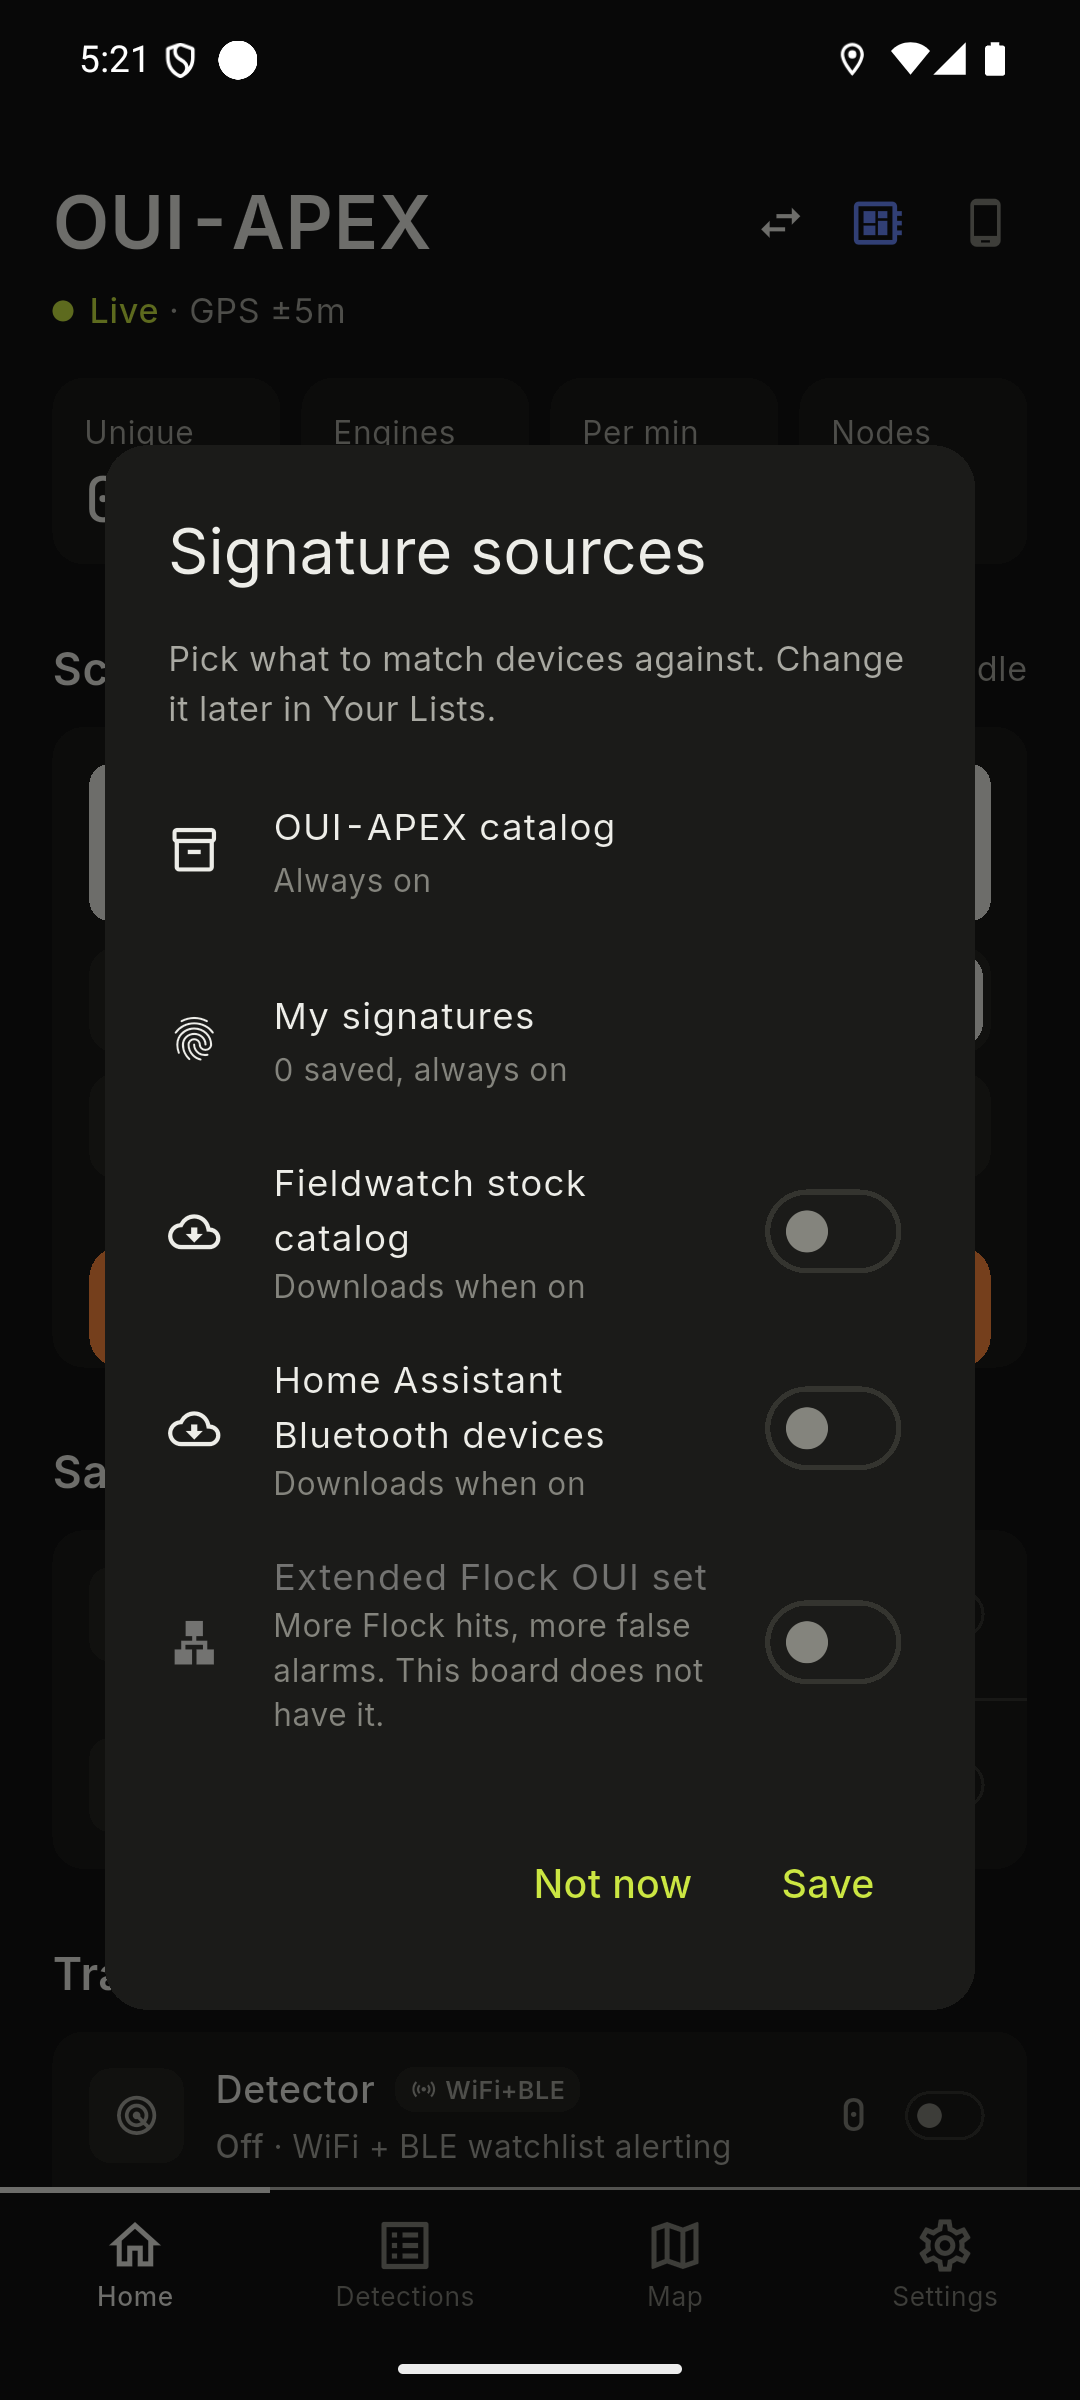 5:21
OUI-APEX
Live · GPS ±5m
Unique
Engines
Per min
Nodes
Signature sources
Pick what to match devices against. Change
it later in Your Lists.
OUI-APEX catalog
Always on
My signatures
0 saved, always on
Fieldwatch stock
catalog
Downloads when on
Home Assistant
Bluetooth devices
Downloads when on
Extended Flock OUI set
More Flock hits, more false
alarms. This board does not
have it.
Not now
Save
Detector
WiFi+BLE
Off · WiFi + BLE watchlist alerting
Home
Detections
Map
Settings